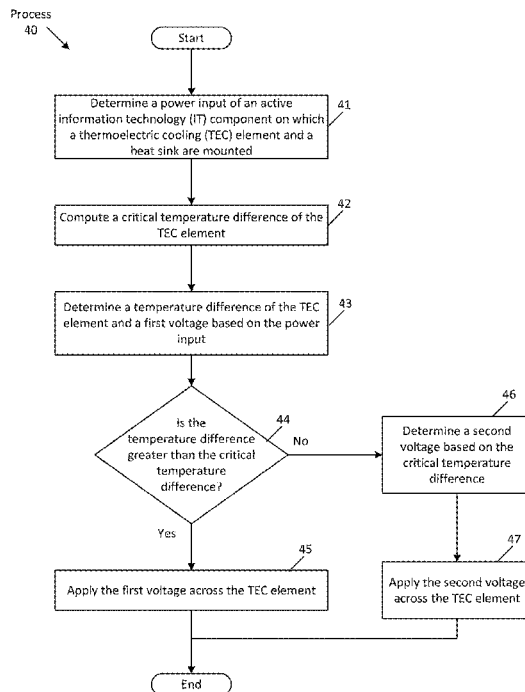 Process
40
Start
41
Determine a power input of an active
information technology (IT) component on which
a thermoelectric cooling (TEC) element and a
heat sink are mounted
42
Compute a critical temperature difference of the
TEC element
43
Determine a temperature difference of the TEC
element and a first voltage based on the power
input
44
Is the
temperature difference
greater than the critical
temperature
difference?
No
Yes
46
Determine a second
voltage based on the
critical temperature
difference
45
Apply the first voltage across the TEC element
47
Apply the second voltage
across the TEC element
End